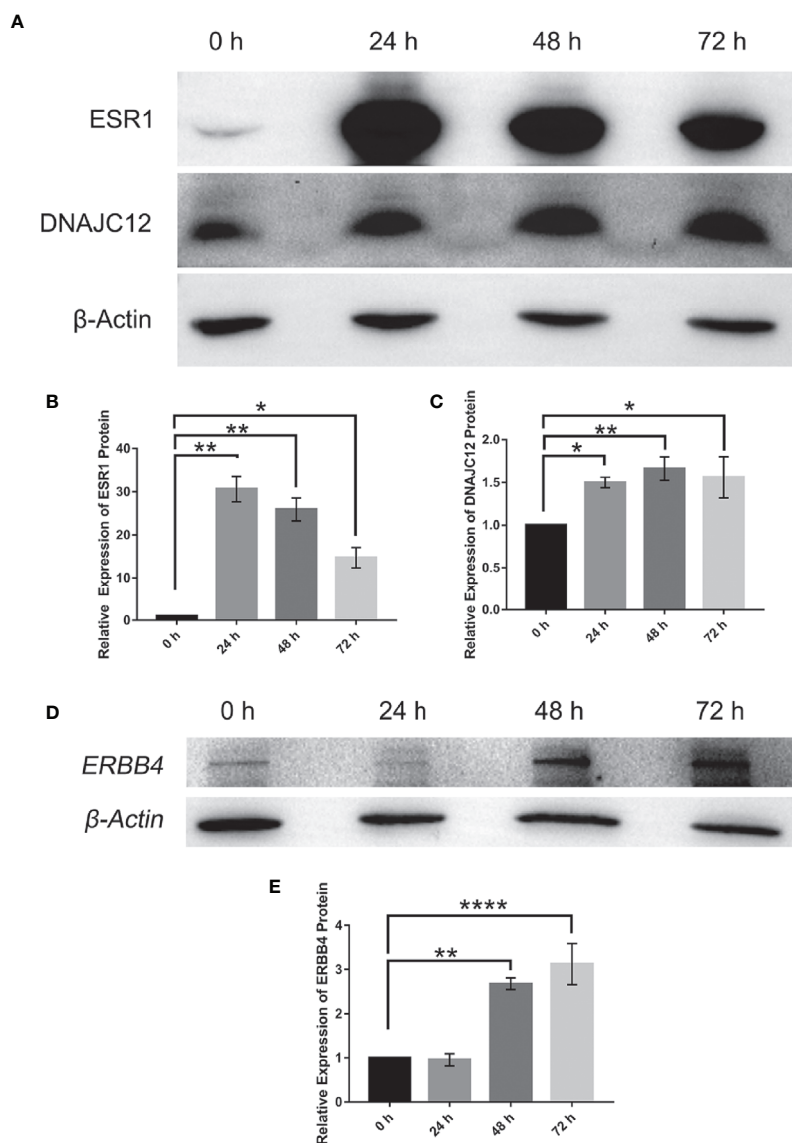 A
0 h 24 h 48 h 72 h
ESR1
DNAJC12
β-Actin
B
Relative Expression of ESR1 Protein
40
30
20
10
0
**
**
*
0 h 24 h 48 h 72 h
C
Relative Expression of DNAJC12 Protein
2.0
1.5
1.0
0.5
0.0
*
**
*
0 h 24 h 48 h 72 h
D
0 h 24 h 48 h 72 h
ERBB4
β-Actin
E
Relative Expression of ERBB4 Protein
4
3
2
1
0
****
**
0 h 24 h 48 h 72 h